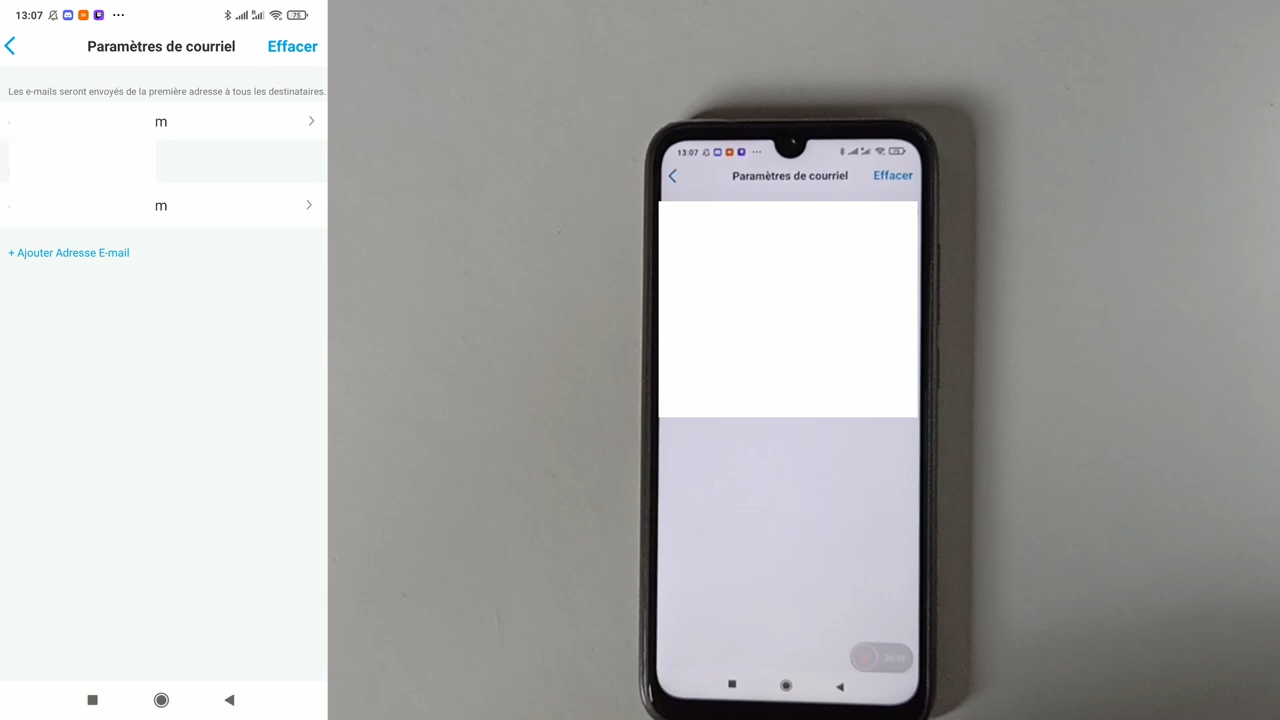 13:07 75
Paramètres de courriel Effacer
Les e-mails seront envoyés de la première adresse à tous les destinataires.
m
m
+ Ajouter Adresse E-mail
13:07
Paramètres de courriel Effacer